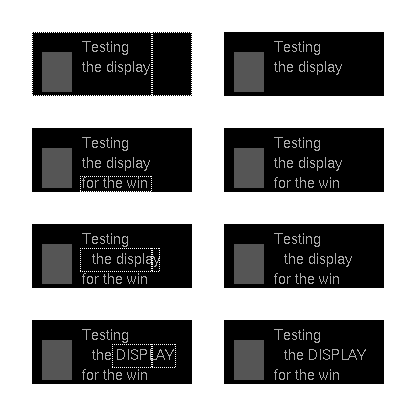 Testing
the display
Testing
the display
Testing
the display
for the win
Testing
the display
for the win
Testing
the display
for the win
Testing
the display
for the win
Testing
the DISPLAY
for the win
Testing
the DISPLAY
for the win